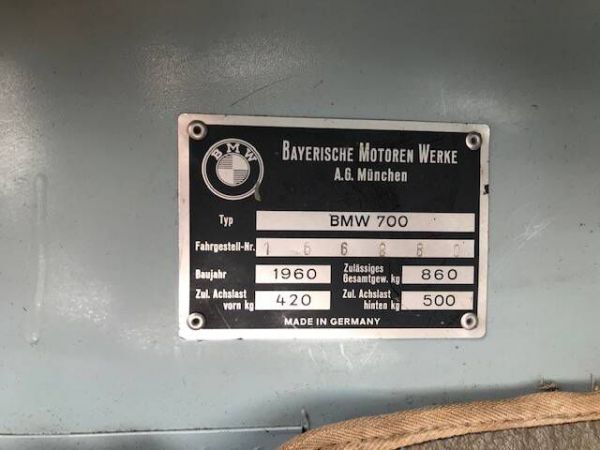 BMW
BAYERISCHE MOTOREN WERKE
A.G. München
Typ BMW 700
Fahrgestell-Nr. 166880
Baujahr 1960 Zulässiges Gesamtgew. kg 860
Zul. Achslast vorn kg 420 Zul. Achslast hinten kg 500
MADE IN GERMANY